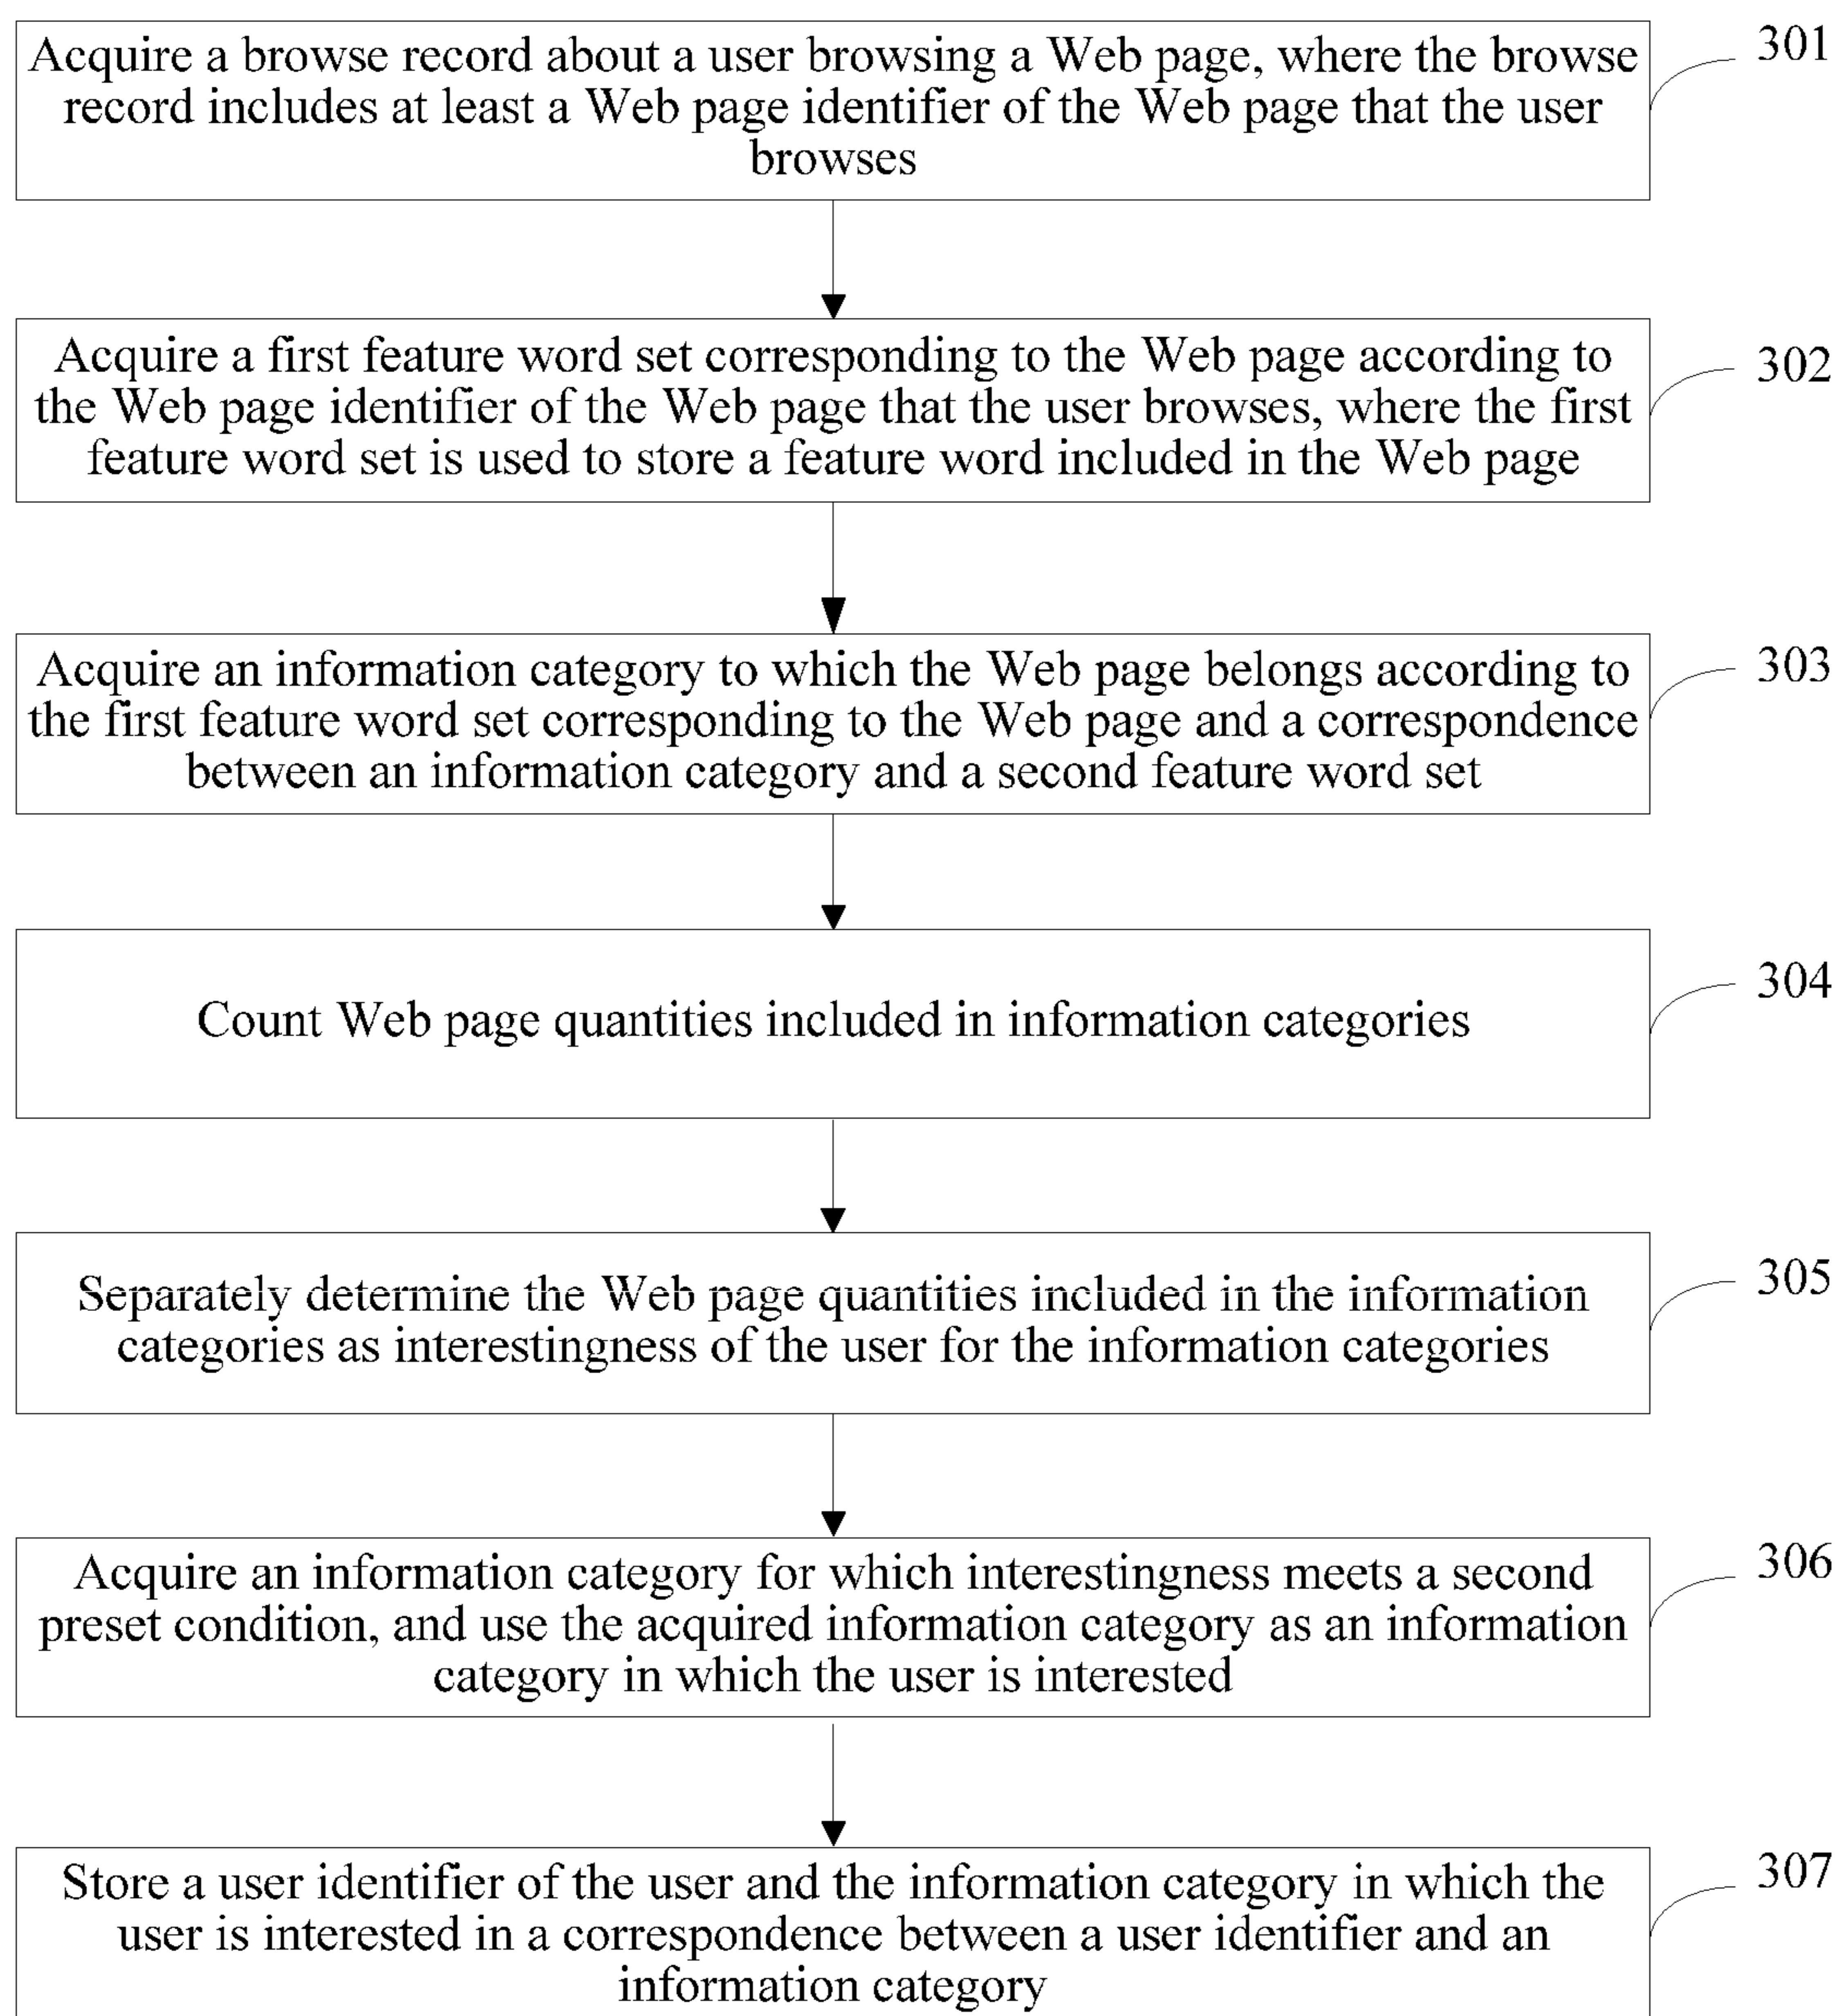 Acquire a browse record about a user browsing a Web page, where the browse
record includes at least a Web page identifier of the Web page that the user
browses
301
Acquire a first feature word set corresponding to the Web page according to
the Web page identifier of the Web page that the user browses, where the first
feature word set is used to store a feature word included in the Web page
302
Acquire an information category to which the Web page belongs according to
the first feature word set corresponding to the Web page and a correspondence
between an information category and a second feature word set
303
Count Web page quantities included in information categories
304
Separately determine the Web page quantities included in the information
categories as interestingness of the user for the information categories
305
Acquire an information category for which interestingness meets a second
preset condition, and use the acquired information category as an information
category in which the user is interested
306
Store a user identifier of the user and the information category in which the
user is interested in a correspondence between a user identifier and an
information category
307